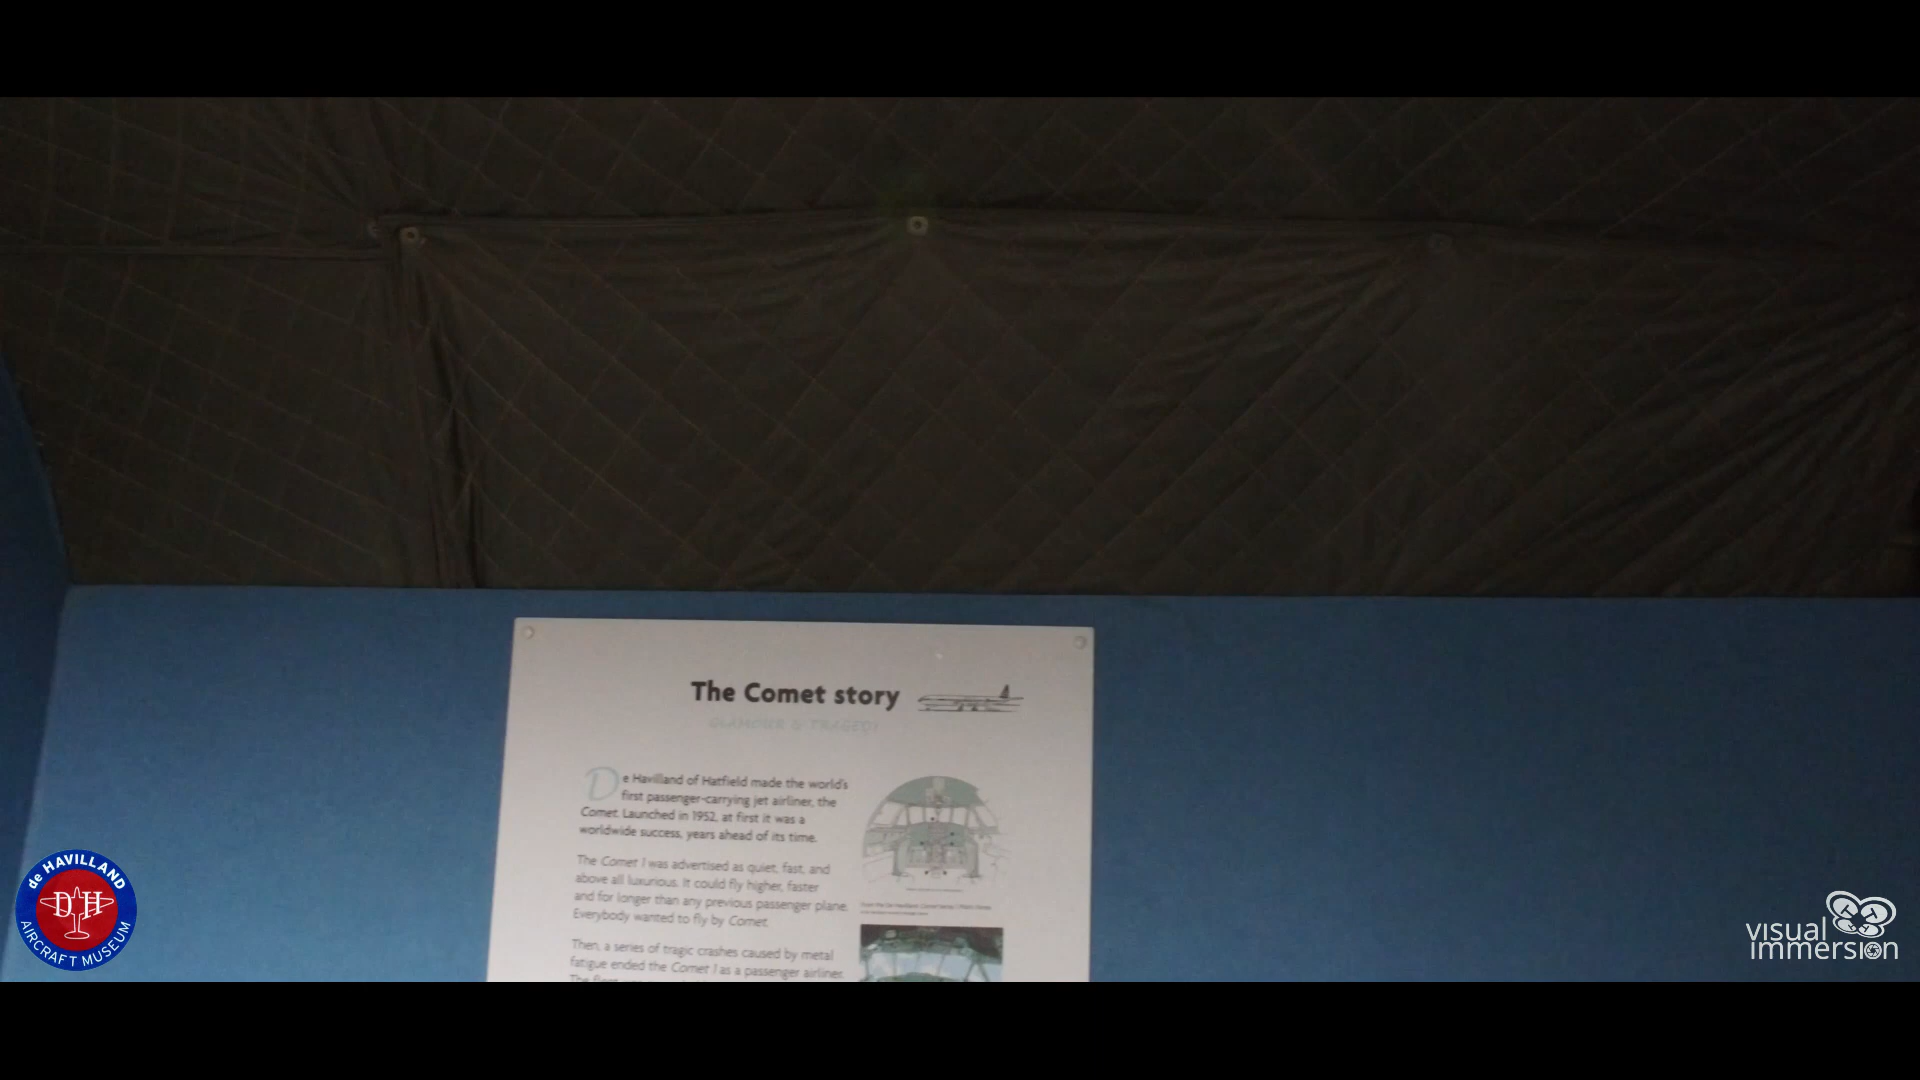 The Comet story
GLAMOUR & TRAGEDY
De Havilland of Hatfield made the world's
first passenger-carrying jet airliner, the
Comet. Launched in 1952, at first it was a
worldwide success, years ahead of its time.
The Comet 1 was advertised as quiet, fast, and
above all luxurious. It could fly higher, faster
and for longer than any previous passenger plane.
Everybody wanted to fly by Comet.
Then, a series of tragic crashes caused by metal
fatigue ended the Comet 1 as a passenger airliner.
de HAVILLAND
DH
AIRCRAFT MUSEUM
visual
immersion